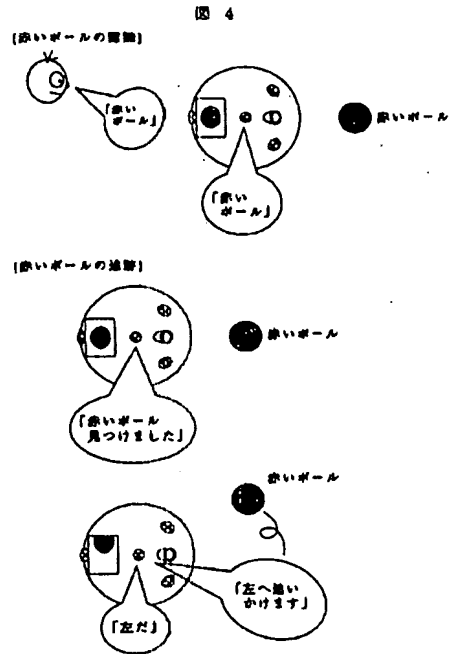 図 4
[赤いボールの認識]
「赤い
ボール」
赤いボール
「赤い
ボール」
[赤いボールの追跡]
赤いボール
「赤いボール
見つけました」
赤いボール
「左へ追い
かけます」
「左だ」